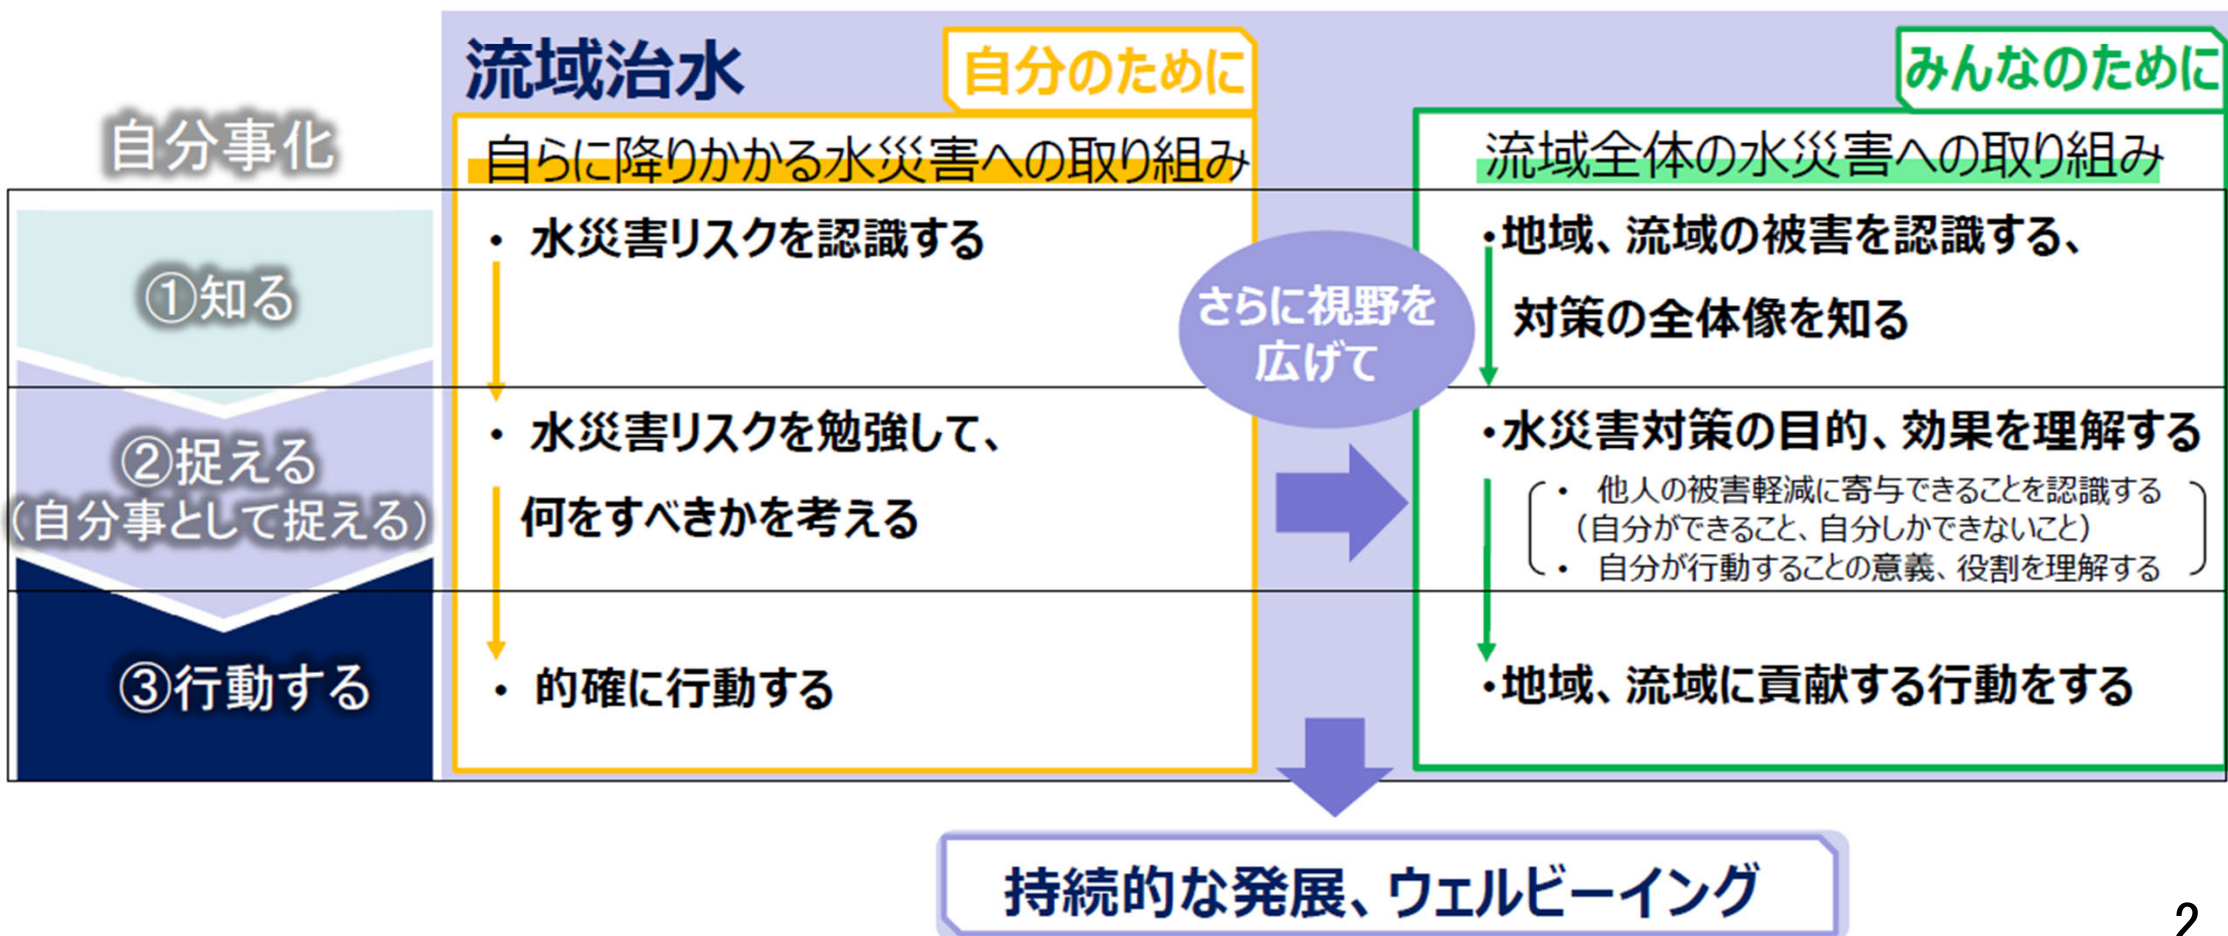 流域治水
自分のために
みんなのために
自分事化
自らに降りかかる水災害への取り組み
流域全体の水災害への取り組み
①知る
・ 水災害リスクを認識する
さらに視野を
広げて
・地域、流域の被害を認識する、
対策の全体像を知る
②捉える
（自分事として捉える）
・ 水災害リスクを勉強して、
何をすべきかを考える
・水災害対策の目的、効果を理解する
・ 他人の被害軽減に寄与できることを認識する
（自分ができること、自分しかできないこと）
・ 自分が行動することの意義、役割を理解する
③行動する
・ 的確に行動する
・地域、流域に貢献する行動をする
持続的な発展、ウェルビーイング
2